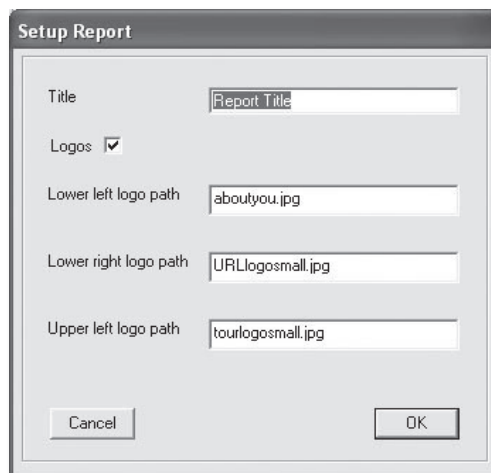 Setup Report
Title Report Title
Logos
Lower left logo path aboutyou.jpg
Lower right logo path URLlogosmall.jpg
Upper left logo path tourlogosmall.jpg
Cancel OK